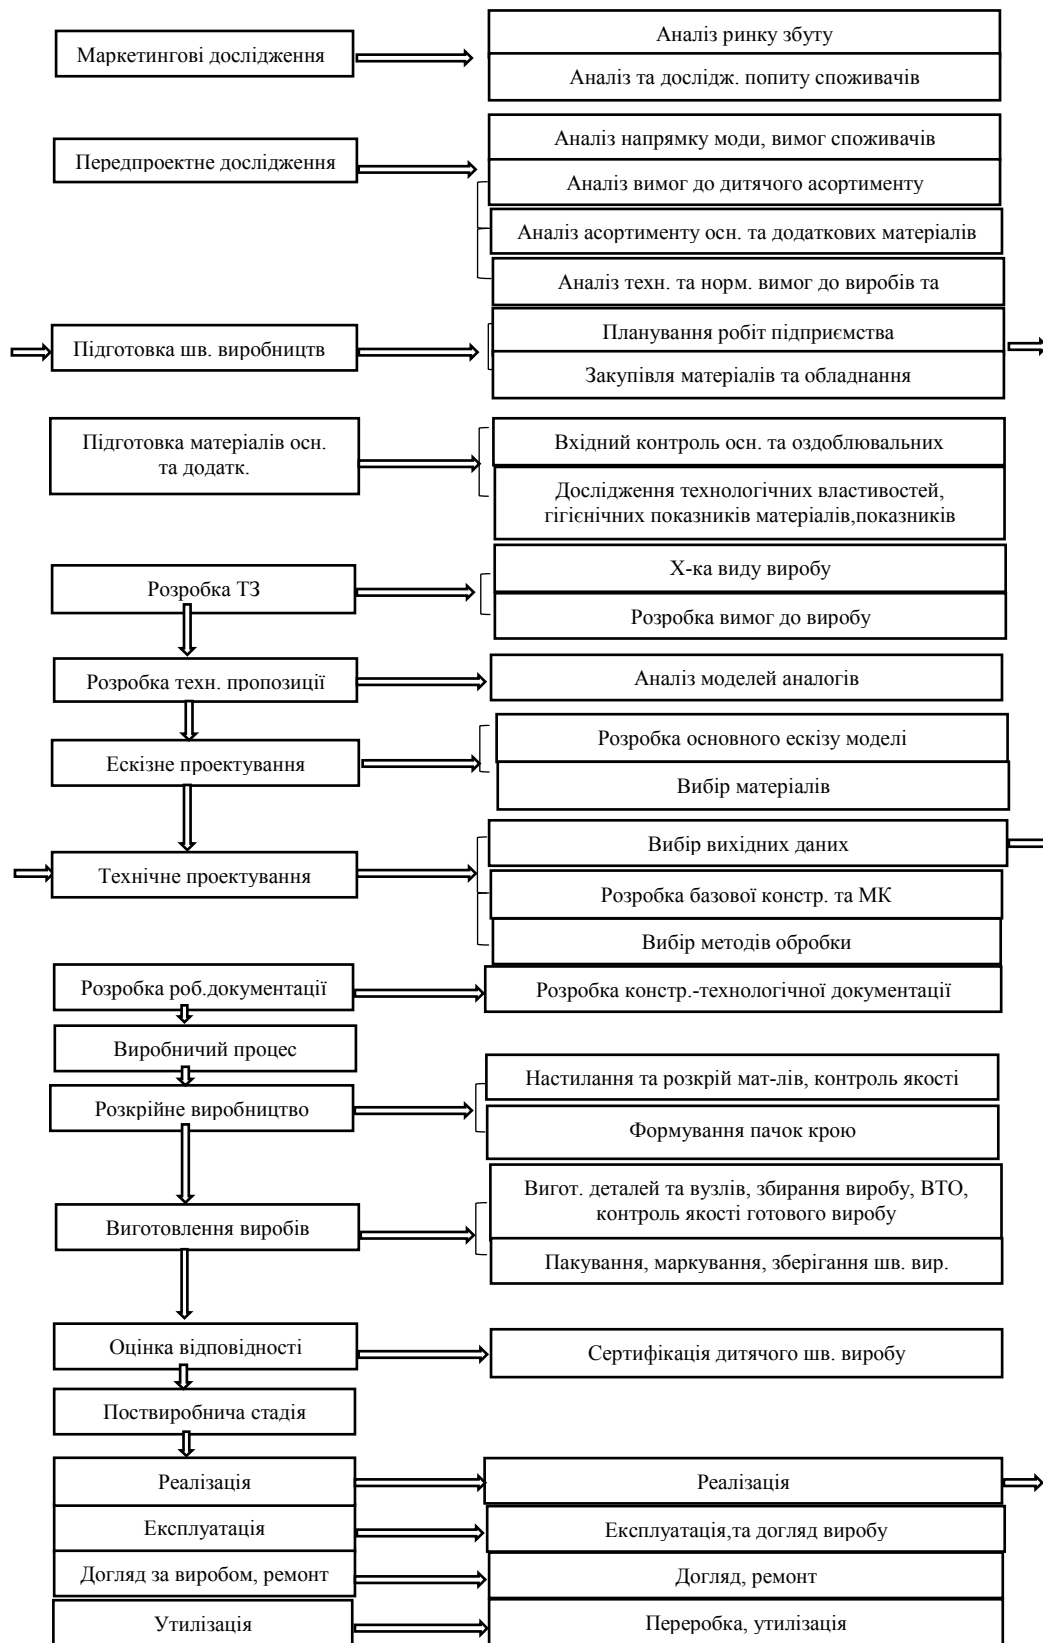 Маркетингові дослідження
Аналіз ринку збуту
Аналіз та дослідж. попиту споживачів
Передпроектне дослідження
Аналіз напрямку моди, вимог споживачів
Аналіз вимог до дитячого асортименту
Аналіз асортименту осн. та додаткових матеріалів
Аналіз техн. та норм. вимог до виробів та
Підготовка шв. виробництв
Планування робіт підприємства
Закупівля матеріалів та обладнання
Підготовка матеріалів осн.
та додатк.
Вхідний контроль осн. та оздоблювальних
Дослідження технологічних властивостей,
гігієнічних показників матеріалів,показників
Розробка ТЗ
Х-ка виду виробу
Розробка вимог до виробу
Розробка техн. пропозиції
Аналіз моделей аналогів
Ескізне проектування
Розробка основного ескізу моделі
Вибір матеріалів
Технічне проектування
Вибір вихідних даних
Розробка базової констр. та МК
Вибір методів обробки
Розробка роб.документації
Розробка констр.-технологічної документації
Виробничий процес
Розкрійне виробництво
Настилання та розкрій мат-лів, контроль якості
Формування пачок крою
Виготовлення виробів
Вигот. деталей та вузлів, збирання виробу, ВТО,
контроль якості готового виробу
Пакування, маркування, зберігання шв. вир.
Оцінка відповідності
Сертифікація дитячого шв. виробу
Поствиробнича стадія
Реалізація
Реалізація
Експлуатація
Експлуатація,та догляд виробу
Догляд за виробом, ремонт
Догляд, ремонт
Утилізація
Переробка, утилізація